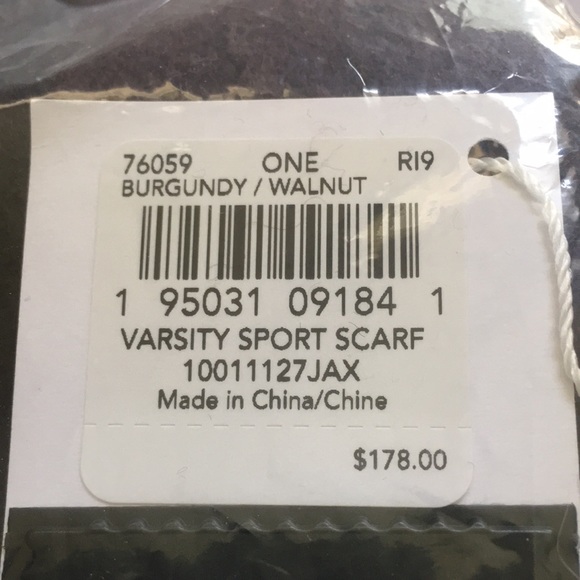 76059 ONE RI9
BURGUNDY / WALNUT
1 95031 09184 1
VARSITY SPORT SCARF
10011127JAX
Made in China/Chine
$178.00